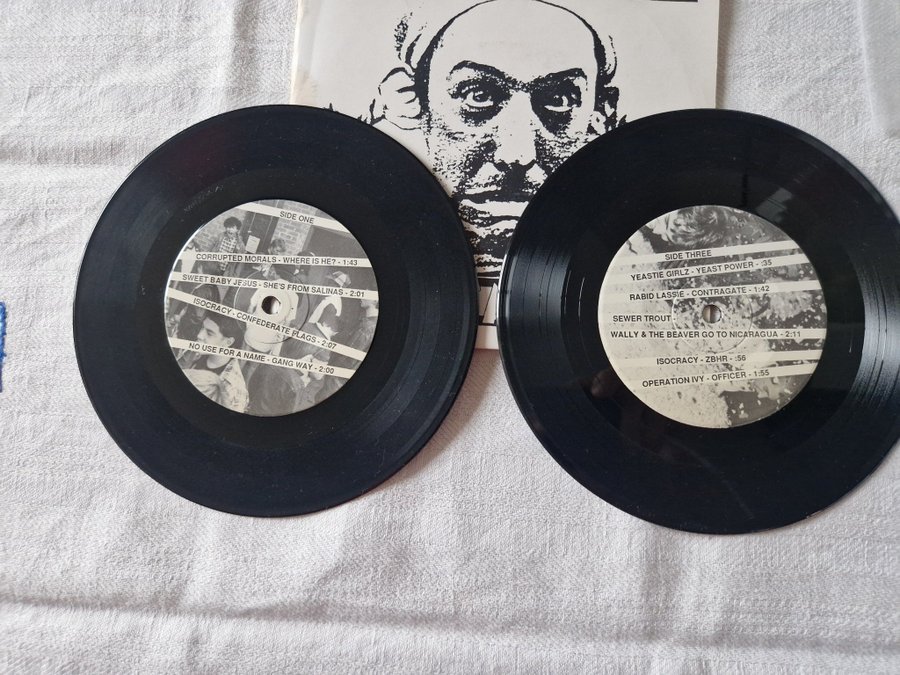 SIDE ONE
CORRUPTED MORALS - WHERE IS HE? - 1:43
SWEET BABY JESUS - SHE'S FROM SALINAS - 2:01
ISOCRACY - CONFEDERATE FLAGS - 2:07
NO USE FOR A NAME - GANG WAY - 2:00
SIDE THREE
YEASTIE GIRLZ - YEAST POWER - :35
RABID LASSIE - CONTRAGATE - 1:42
SEWER TROUT -
WALLY & THE BEAVER GO TO NICARAGUA - 2:11
ISOCRACY - ZBHR - :56
OPERATION IVY - OFFICER - 1:55